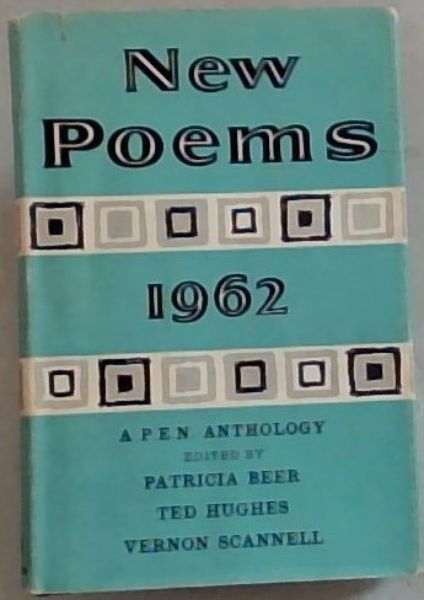 New
Poems
1962
A PEN ANTHOLOGY
EDITED BY
PATRICIA BEER
TED HUGHES
VERNON SCANNELL